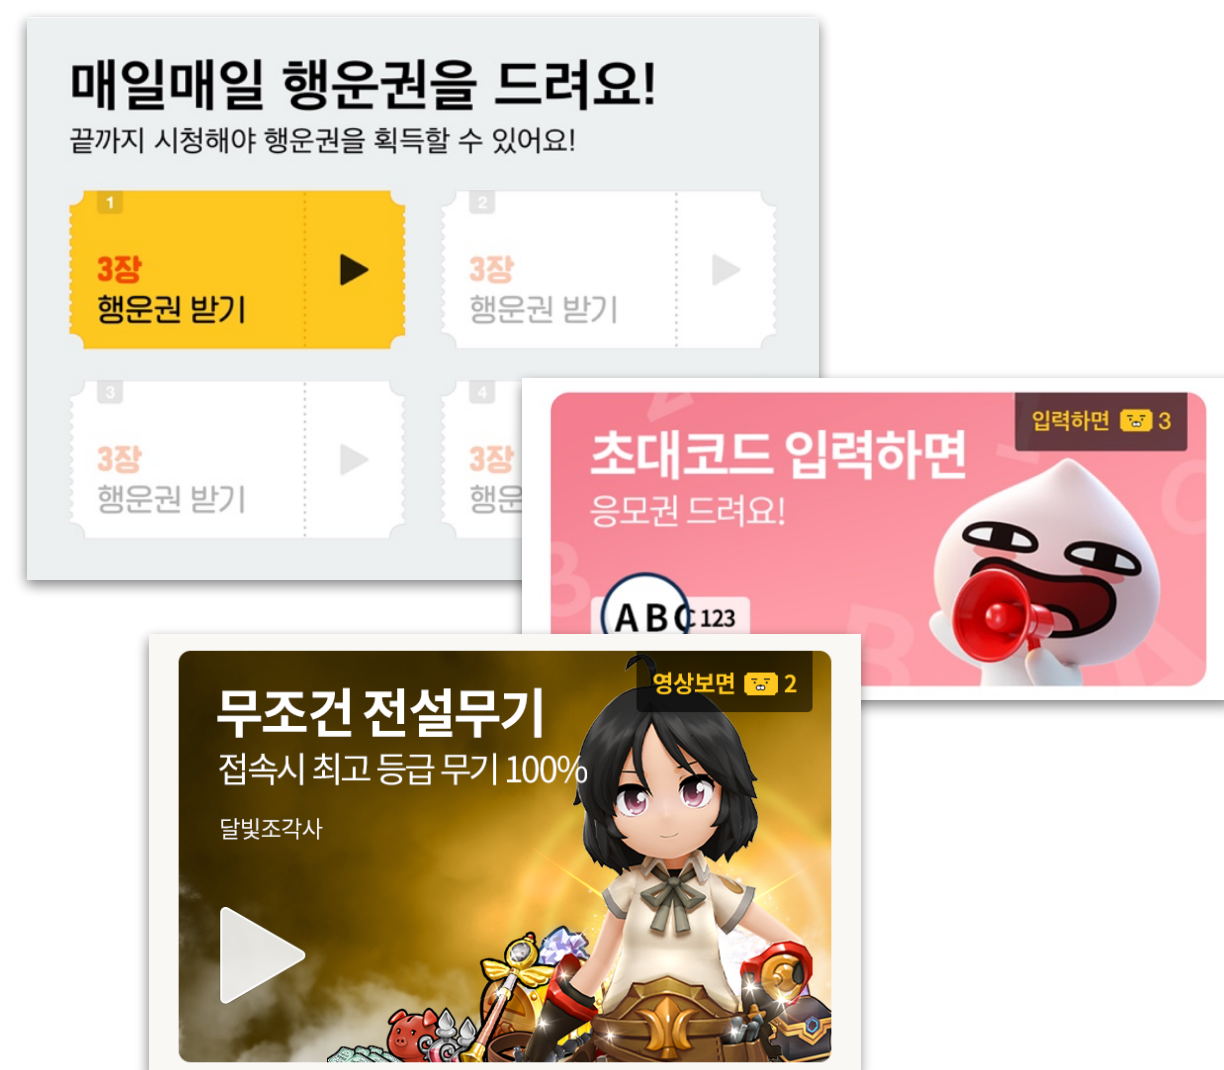 매일매일 행운권을 드려요!
끝까지 시청해야 행운권을 획득할 수 있어요!
1
3장
행운권 받기
2
3장
행운권 받기
3
3장
행운권 받기
4
3장
행운
입력하면 3
초대코드 입력하면
응모권 드려요!
ABC 123
영상보면 2
무조건 전설무기
접속시 최고 등급 무기 100%
달빛조각사